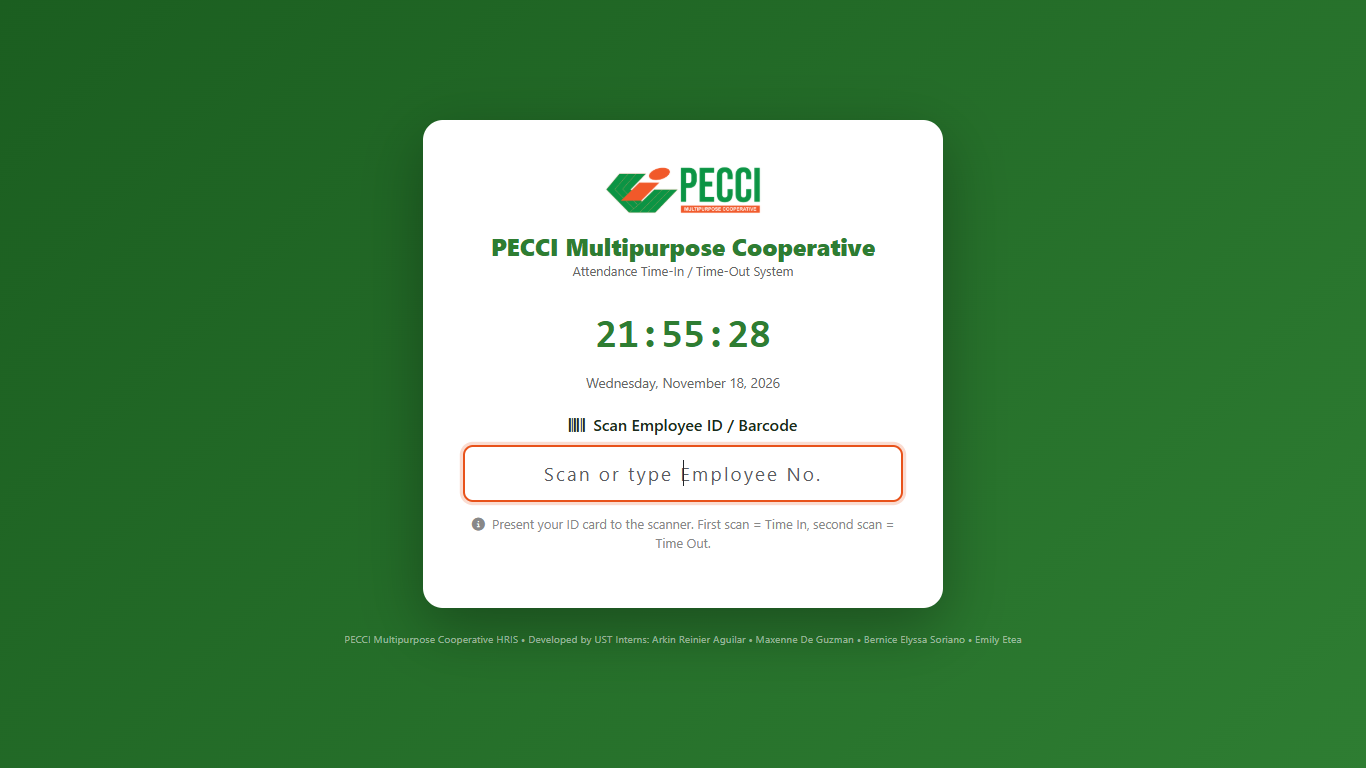 PECCI
MULTIPURPOSE COOPERATIVE
PECCI Multipurpose Cooperative
Attendance Time-In / Time-Out System
21:55:28
Wednesday, November 18, 2026
Scan Employee ID / Barcode
Scan or type Employee No.
Present your ID card to the scanner. First scan = Time In, second scan =
Time Out.
PECCI Multipurpose Cooperative HRIS • Developed by UST Interns: Arkin Reinier Aguilar • Maxenne De Guzman • Bernice Elyssa Soriano • Emily Etea